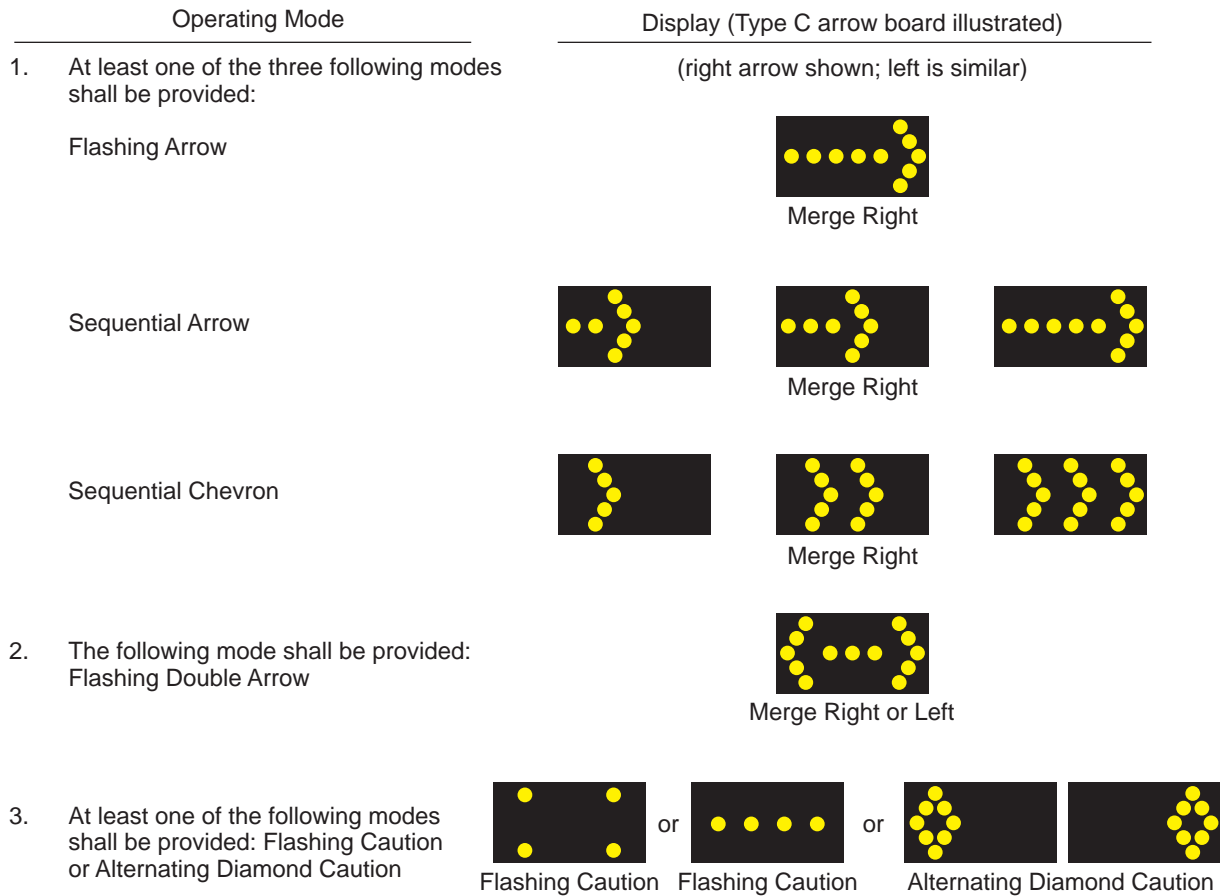 Operating Mode
Display (Type C arrow board illustrated)
1. At least one of the three following modes
shall be provided:
(right arrow shown; left is similar)
Flashing Arrow
Merge Right
Sequential Arrow
Merge Right
Sequential Chevron
Merge Right
2. The following mode shall be provided:
Flashing Double Arrow
Merge Right or Left
3. At least one of the following modes
shall be provided: Flashing Caution
or Alternating Diamond Caution
or
or
Flashing Caution
Flashing Caution
Alternating Diamond Caution